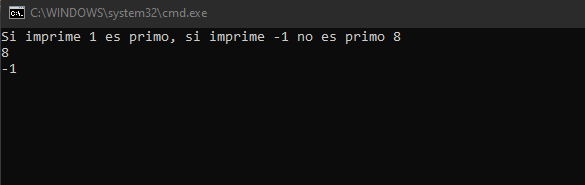 C:\WINDOWS\system32\cmd.exe
Si imprime 1 es primo, si imprime -1 no es primo 8
8
-1